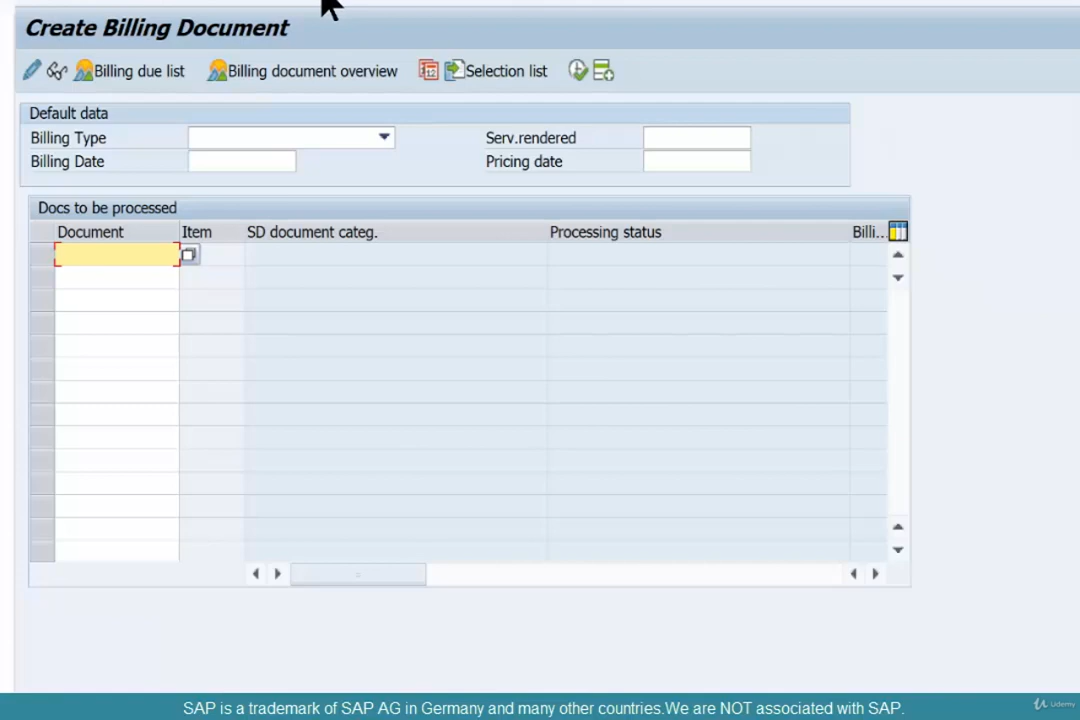 Create Billing Document
Billing due list Billing document overview 12 Selection list
Default data
Billing Type Serv.rendered
Billing Date Pricing date
Docs to be processed
Document Item SD document categ. Processing status Billi...
SAP is a trademark of SAP AG in Germany and many other countries.We are NOT associated with SAP.
Udemy